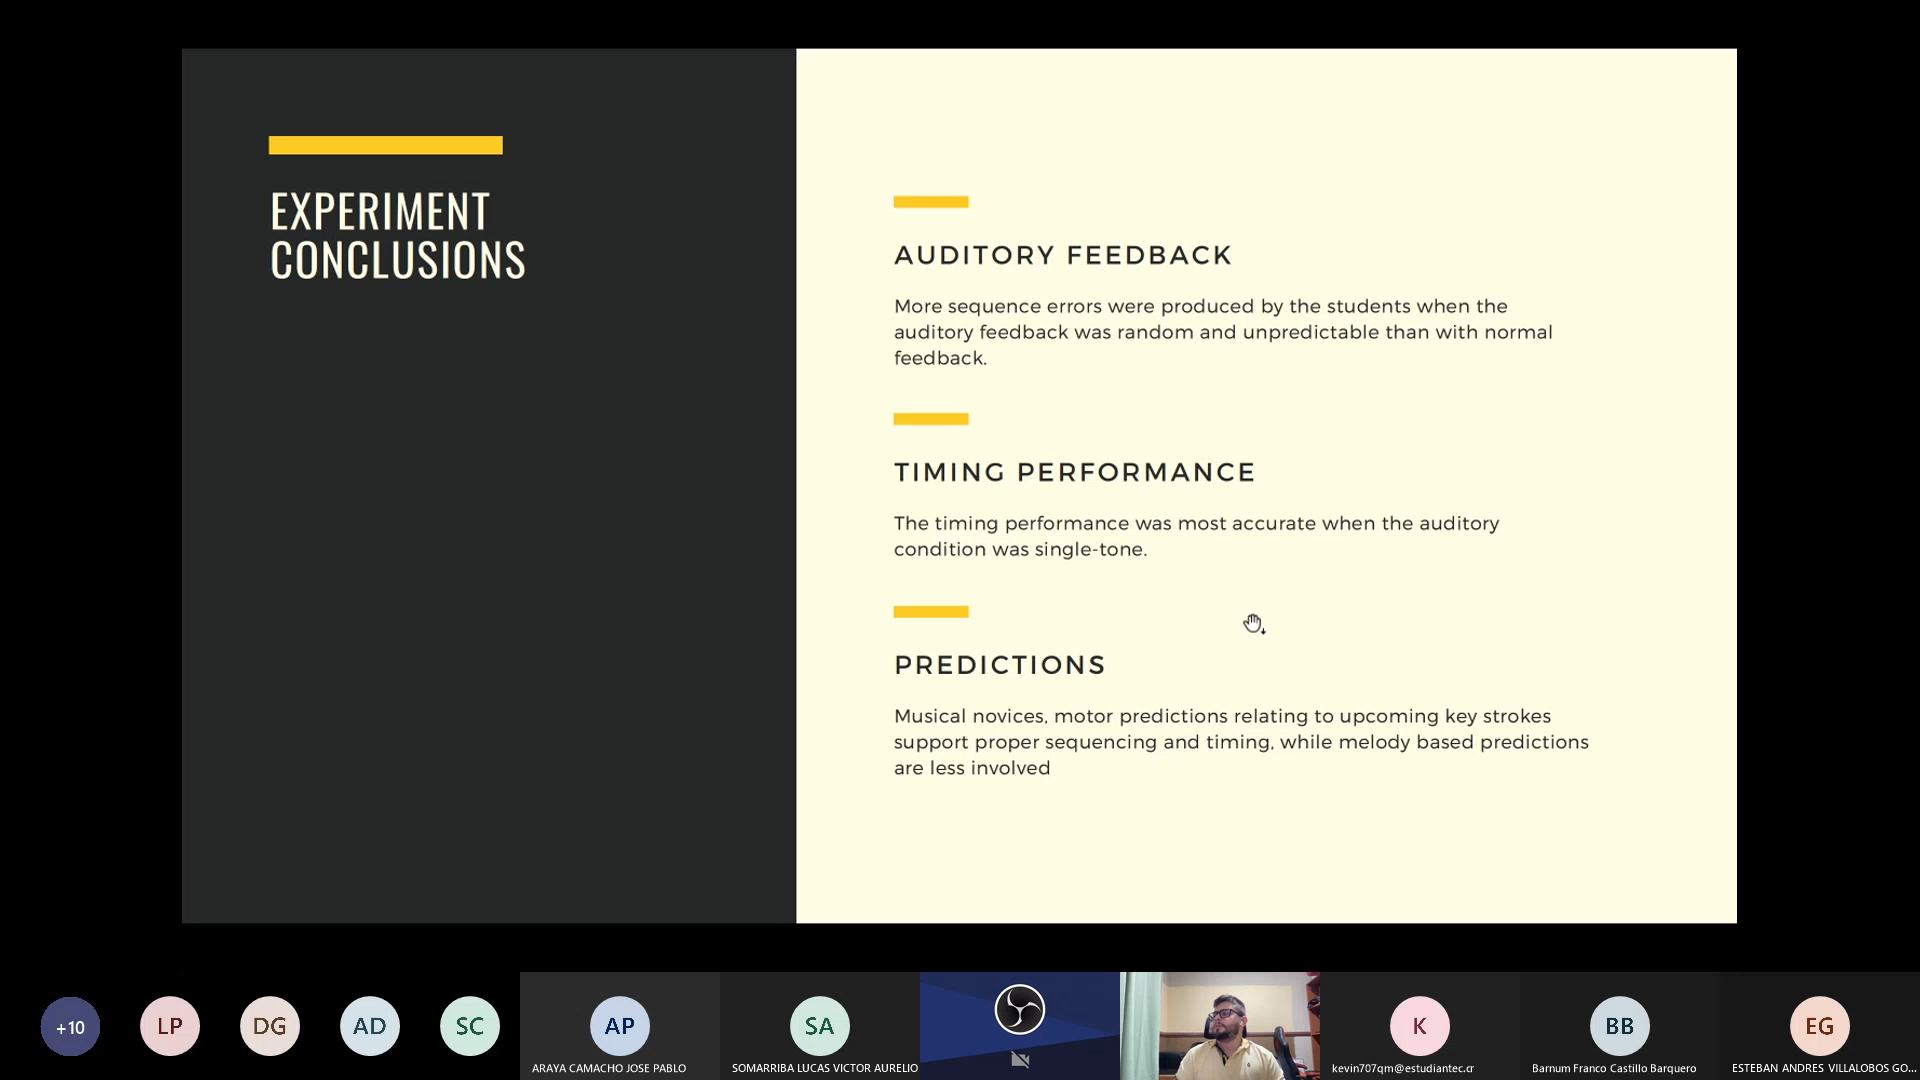 EXPERIMENT
CONCLUSIONS
AUDITORY FEEDBACK
More sequence errors were produced by the students when the
auditory feedback was random and unpredictable than with normal
feedback.
TIMING PERFORMANCE
The timing performance was most accurate when the auditory
condition was single-tone.
PREDICTIONS
Musical novices, motor predictions relating to upcoming key strokes
support proper sequencing and timing, while melody based predictions
are less involved
+10
LP
DG
AD
SC
AP
SA
K
BB
EG
ARAYA CAMACHO JOSE PABLO
SOMARRIBA LUCAS VICTOR AURELIO
kevin707qm@estudiantec.cr
Barnum Franco Castillo Barquero
ESTEBAN ANDRES VILLALOBOS GO...